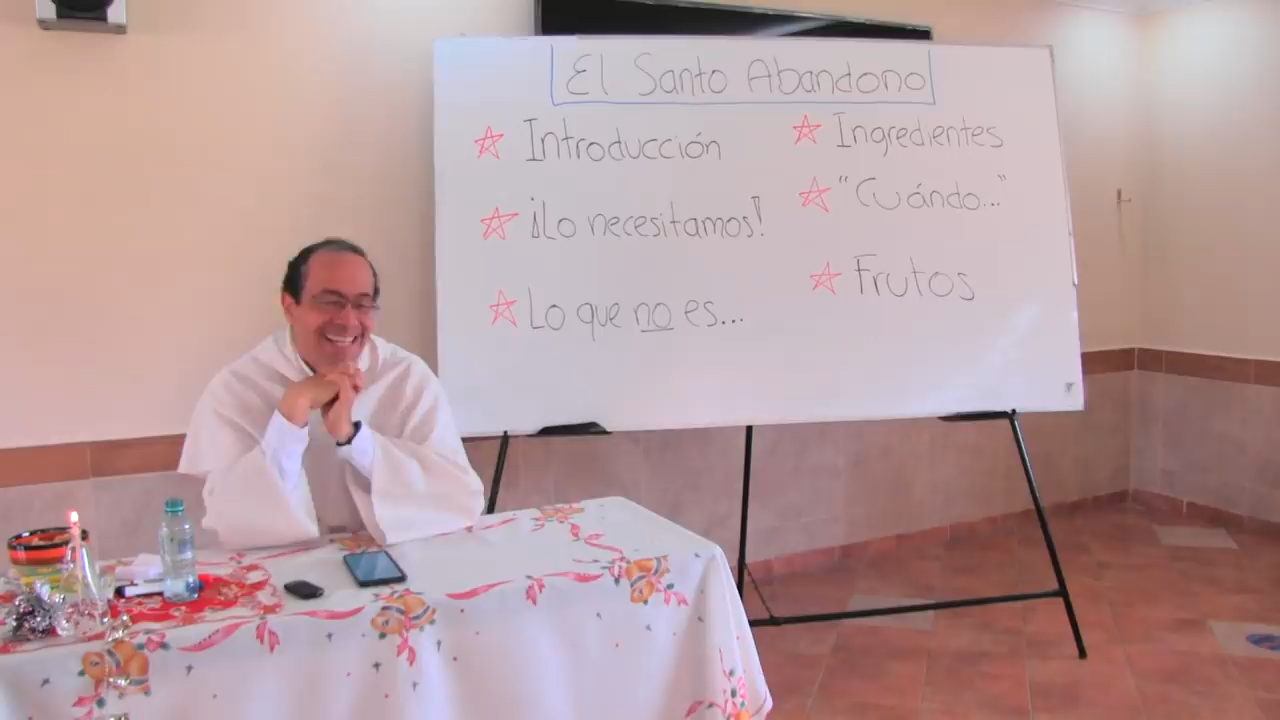 El Santo Abandono
Introducción
¡Lo necesitamos!
Lo que no es...
Ingredientes
"Cuándo..."
Frutos